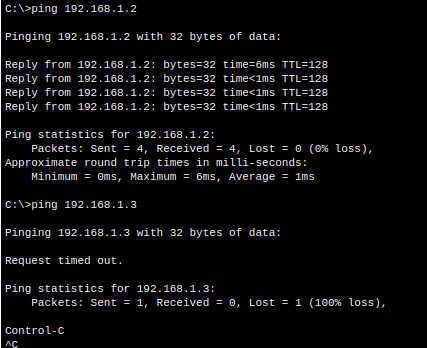 C:\>ping 192.168.1.2
Pinging 192.168.1.2 with 32 bytes of data:
Reply from 192.168.1.2: bytes=32 time=6ms TTL=128
Reply from 192.168.1.2: bytes=32 time<1ms TTL=128
Reply from 192.168.1.2: bytes=32 time<1ms TTL=128
Reply from 192.168.1.2: bytes=32 time<1ms TTL=128
Ping statistics for 192.168.1.2:
    Packets: Sent = 4, Received = 4, Lost = 0 (0% loss),
Approximate round trip times in milli-seconds:
    Minimum = 0ms, Maximum = 6ms, Average = 1ms
C:\>ping 192.168.1.3
Pinging 192.168.1.3 with 32 bytes of data:
Request timed out.
Ping statistics for 192.168.1.3:
    Packets: Sent = 1, Received = 0, Lost = 1 (100% loss),
Control-C
^C